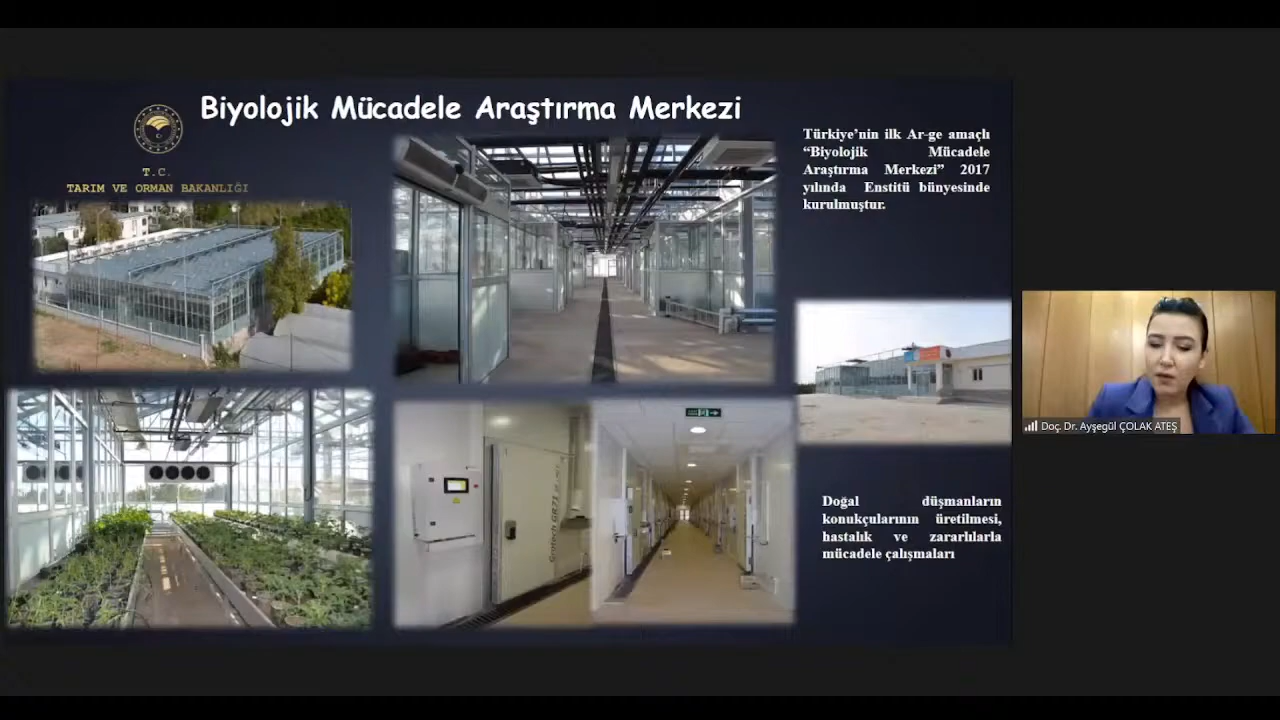 Biyolojik Mücadele Araştırma Merkezi
T.C.
TARIM VE ORMAN BAKANLIĞI
Türkiye’nin ilk Ar-ge amaçlı
“Biyolojik Mücadele
Araştırma Merkezi” 2017
yılında Enstitü bünyesinde
kurulmuştur.
Doğal düşmanların
konukçularının üretilmesi,
hastalık ve zararlılarla
mücadele çalışmaları
Doç. Dr. Ayşegül ÇOLAK ATEŞ